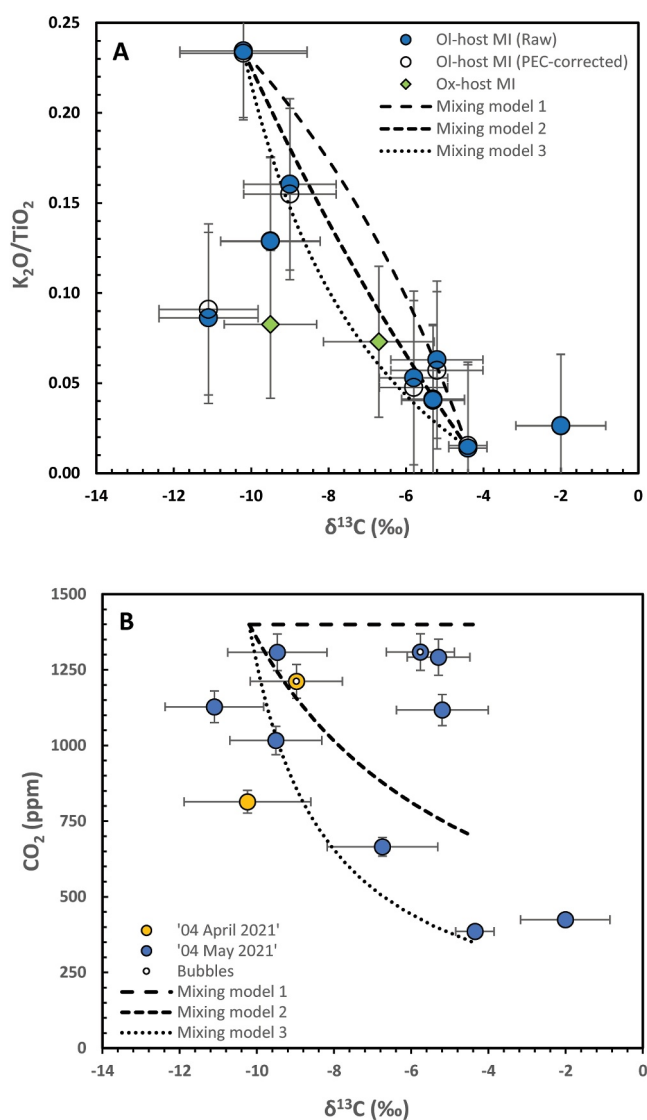 A
Ol-host MI (Raw)
Ol-host MI (PEC-corrected)
Ox-host MI
Mixing model 1
Mixing model 2
Mixing model 3
0.25
0.20
0.15
0.10
0.05
0.00
K₂O/TiO₂
-14 -12 -10 -8 -6 -4 -2 0
δ¹³C (‰)
B
1500
1250
1000
750
500
250
0
CO₂ (ppm)
'04 April 2021'
'04 May 2021'
Bubbles
Mixing model 1
Mixing model 2
Mixing model 3
-14 -12 -10 -8 -6 -4 -2 0
δ¹³C (‰)